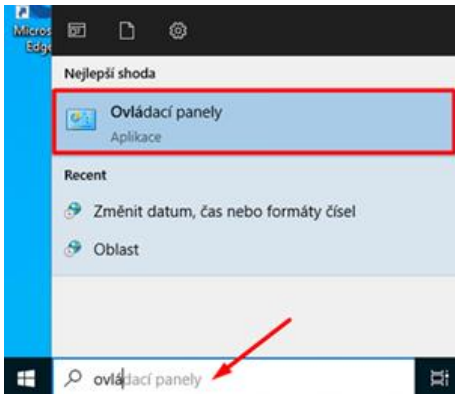 Micros
Edge
Nejlepší shoda
Ovládací panely
Aplikace
Recent
Změnit datum, čas nebo formáty čísel
Oblast
ovládací panely